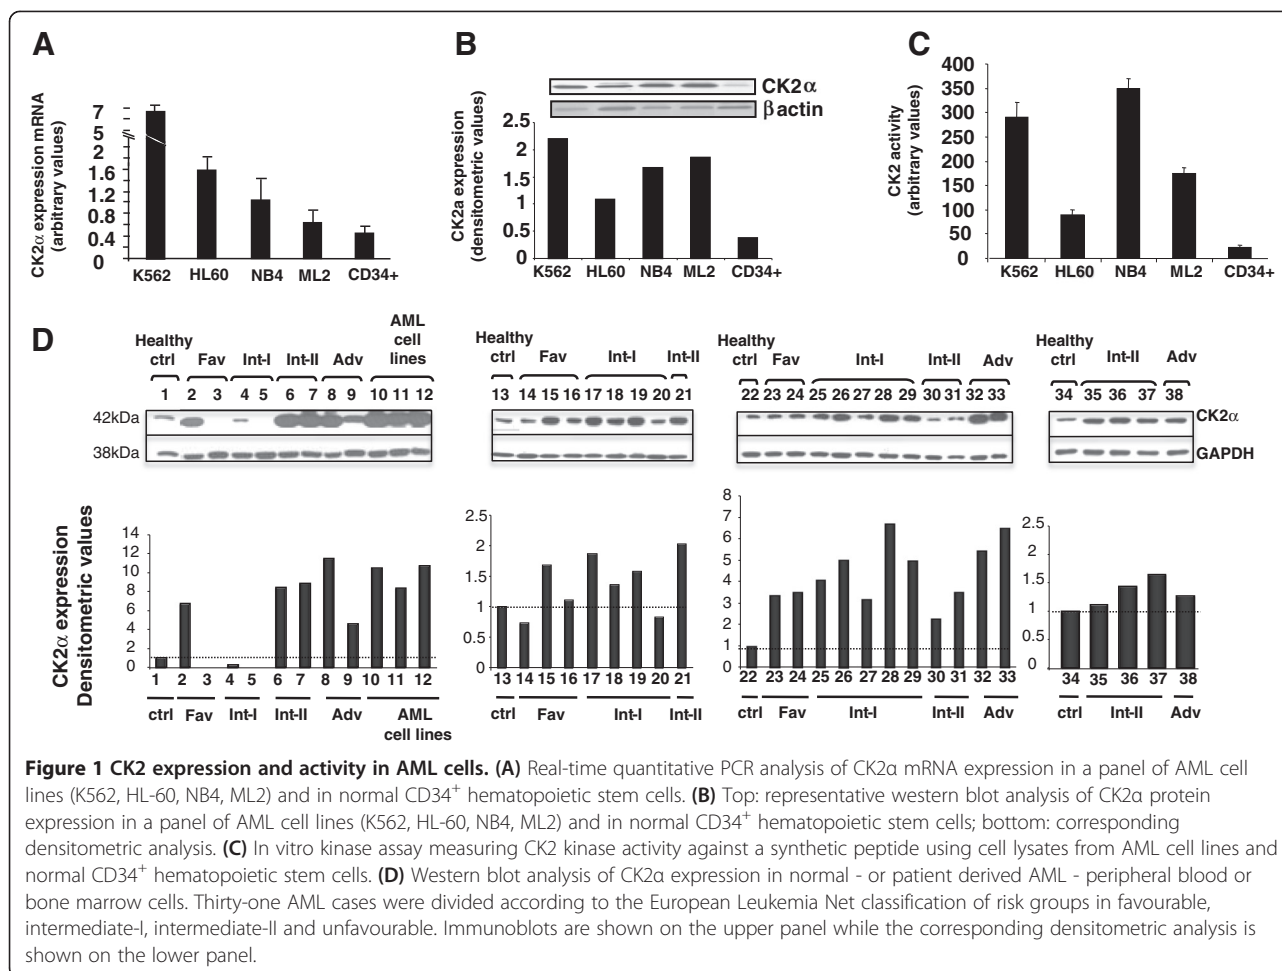 A
CK2α expression mRNA
(arbitrary values)
7
5
2
1.6
1.2
0.8
0.4
0
K562 HL60 NB4 ML2 CD34+
B
CK2α
βactin
CK2a expression
(densitometric values)
2.5
2
1.5
1
0.5
0
K562 HL60 NB4 ML2 CD34+
C
CK2 activity
(arbitrary values)
400
350
300
250
200
150
100
50
0
K562 HL60 NB4 ML2 CD34+
D
Healthy
ctrl Fav Int-I Int-II Adv AML
cell
lines
1 2 3 4 5 6 7 8 9 10 11 12
42kDa
38kDa
Healthy
ctrl Fav Int-I Int-II
13 14 15 16 17 18 19 20 21
Healthy
ctrl Fav Int-I Int-II Adv
22 23 24 25 26 27 28 29 30 31 32 33
Healthy
ctrl Int-II Adv
34 35 36 37 38
CK2α
GAPDH
CK2α expression
Densitometric values
14
12
10
8
6
4
2
0
1 2 3 4 5 6 7 8 9 10 11 12
ctrl Fav Int-I Int-II Adv AML
cell lines
2.5
2
1.5
1
0.5
0
13 14 15 16 17 18 19 20 21
ctrl Fav Int-I Int-II
8
7
6
5
4
3
2
1
0
22 23 24 25 26 27 28 29 30 31 32 33
ctrl Fav Int-I Int-II Adv
2.5
2
1.5
1
0.5
0
34 35 36 37 38
ctrl Int-II Adv
Figure 1 CK2 expression and activity in AML cells. (A) Real-time quantitative PCR analysis of CK2α mRNA expression in a panel of AML cell
lines (K562, HL-60, NB4, ML2) and in normal CD34⁺ hematopoietic stem cells. (B) Top: representative western blot analysis of CK2α protein
expression in a panel of AML cell lines (K562, HL-60, NB4, ML2) and in normal CD34⁺ hematopoietic stem cells; bottom: corresponding
densitometric analysis. (C) In vitro kinase assay measuring CK2 kinase activity against a synthetic peptide using cell lysates from AML cell lines and
normal CD34⁺ hematopoietic stem cells. (D) Western blot analysis of CK2α expression in normal - or patient derived AML - peripheral blood or
bone marrow cells. Thirty-one AML cases were divided according to the European Leukemia Net classification of risk groups in favourable,
intermediate-I, intermediate-II and unfavourable. Immunoblots are shown on the upper panel while the corresponding densitometric analysis is
shown on the lower panel.